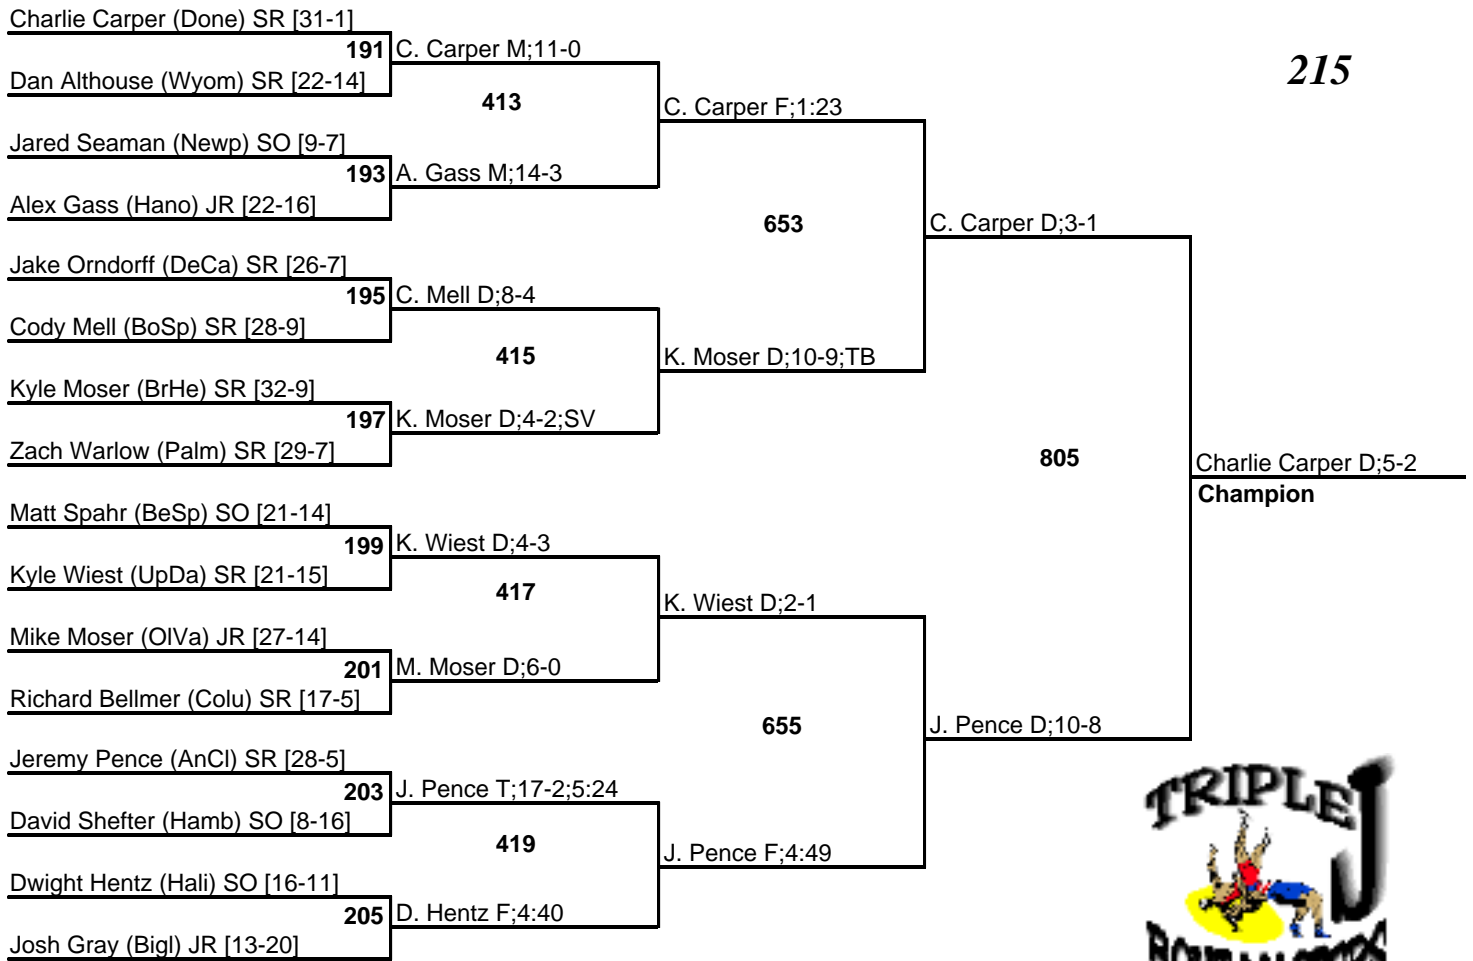 Charlie Carper (Done) SR [31-1]
191 C. Carper M;11-0
215
Dan Althouse (Wyom) SR [22-14]
413
C. Carper F;1:23
Jared Seaman (Newp) SO [9-7]
193 A. Gass M;14-3
Alex Gass (Hano) JR [22-16]
653
C. Carper D;3-1
Jake Orndorff (DeCa) SR [26-7]
195 C. Mell D;8-4
Cody Mell (BoSp) SR [28-9]
415
K. Moser D;10-9;TB
Kyle Moser (BrHe) SR [32-9]
197 K. Moser D;4-2;SV
Zach Warlow (Palm) SR [29-7]
805
Charlie Carper D;5-2
Champion
Matt Spahr (BeSp) SO [21-14]
199 K. Wiest D;4-3
Kyle Wiest (UpDa) SR [21-15]
417
K. Wiest D;2-1
Mike Moser (OlVa) JR [27-14]
201 M. Moser D;6-0
Richard Bellmer (Colu) SR [17-5]
655
J. Pence D;10-8
Jeremy Pence (AnCl) SR [28-5]
203 J. Pence T;17-2;5:24
David Shefter (Hamb) SO [8-16]
419
J. Pence F;4:49
Dwight Hentz (Hali) SO [16-11]
205 D. Hentz F;4:40
Josh Gray (Bigl) JR [13-20]
TRIPLE J